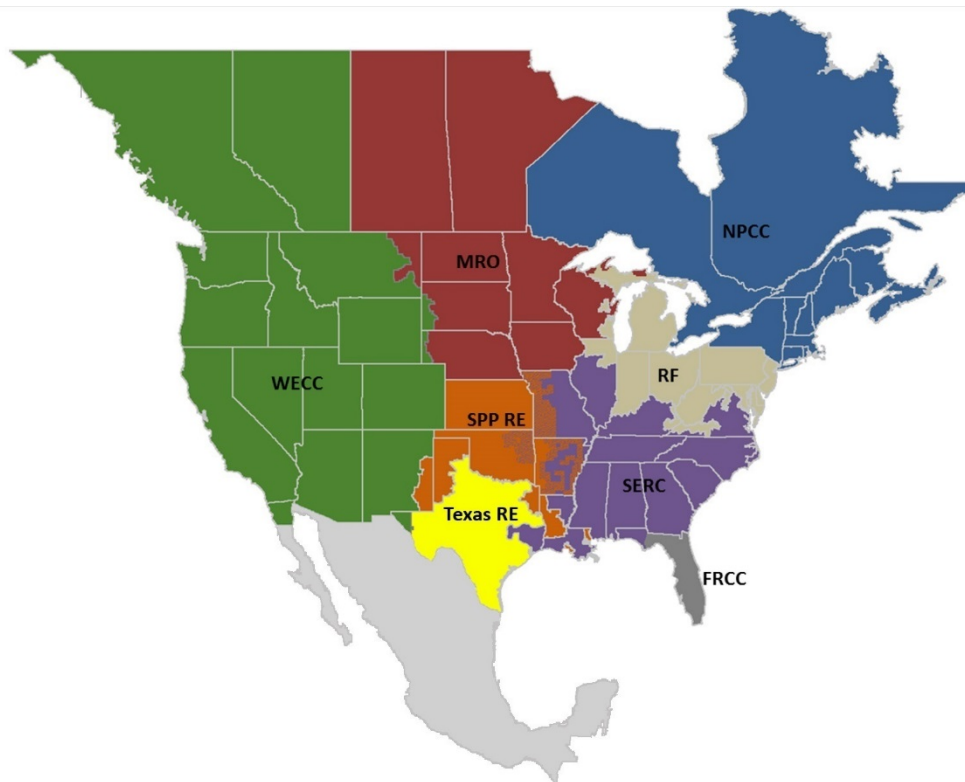 NPCC
MRO
RF
WECC
SPP RE
SERC
Texas RE
FRCC